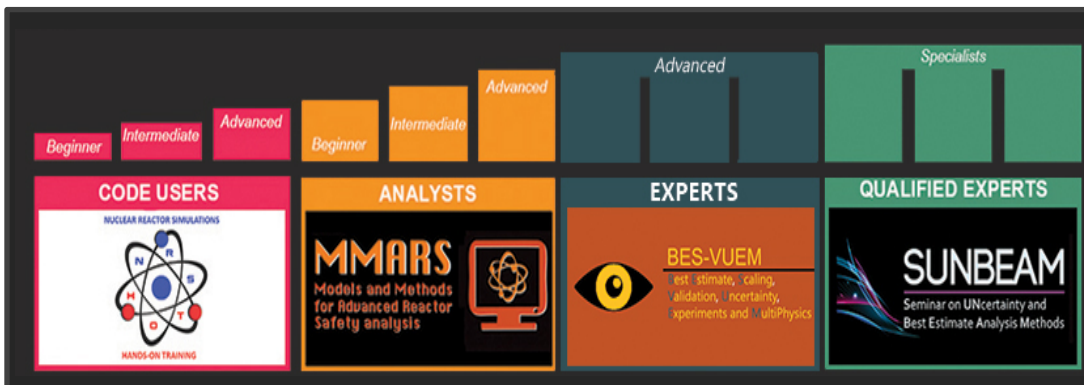 Beginner
Intermediate
Advanced
Beginner
Intermediate
Advanced
Advanced
Specialists
CODE USERS
NUCLEAR REACTOR SIMULATIONS
N
R
S
H
O
T
HANDS-ON TRAINING
ANALYSTS
MMARS
Models and Methods
for Advanced Reactor
Safety analysis
EXPERTS
BES-VUEM
Best Estimate, Scaling,
Validation, Uncertainty,
Experiments and MultiPhysics
QUALIFIED EXPERTS
SUNBEAM
Seminar on UNcertainty and
Best Estimate Analysis Methods